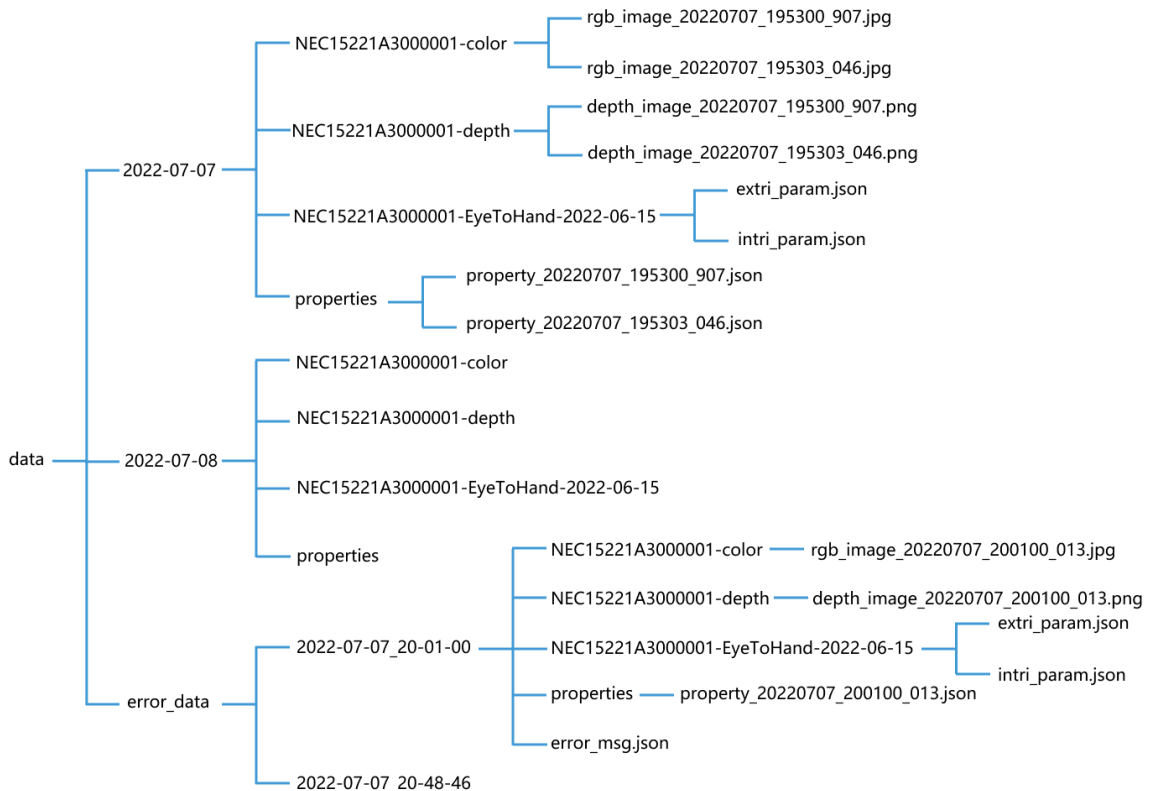 rgb_image_20220707_195300_907.jpg
NEC15221A3000001-color
rgb_image_20220707_195303_046.jpg
depth_image_20220707_195300_907.png
NEC15221A3000001-depth
depth_image_20220707_195303_046.png
2022-07-07
extri_param.json
NEC15221A3000001-EyeToHand-2022-06-15
intri_param.json
property_20220707_195300_907.json
properties
property_20220707_195303_046.json
NEC15221A3000001-color
NEC15221A3000001-depth
data
2022-07-08
NEC15221A3000001-EyeToHand-2022-06-15
properties
NEC15221A3000001-color
rgb_image_20220707_200100_013.jpg
NEC15221A3000001-depth
depth_image_20220707_200100_013.png
extri_param.json
2022-07-07_20-01-00
NEC15221A3000001-EyeToHand-2022-06-15
intri_param.json
properties
property_20220707_200100_013.json
error_data
error_msg.json
2022-07-07 20-48-46